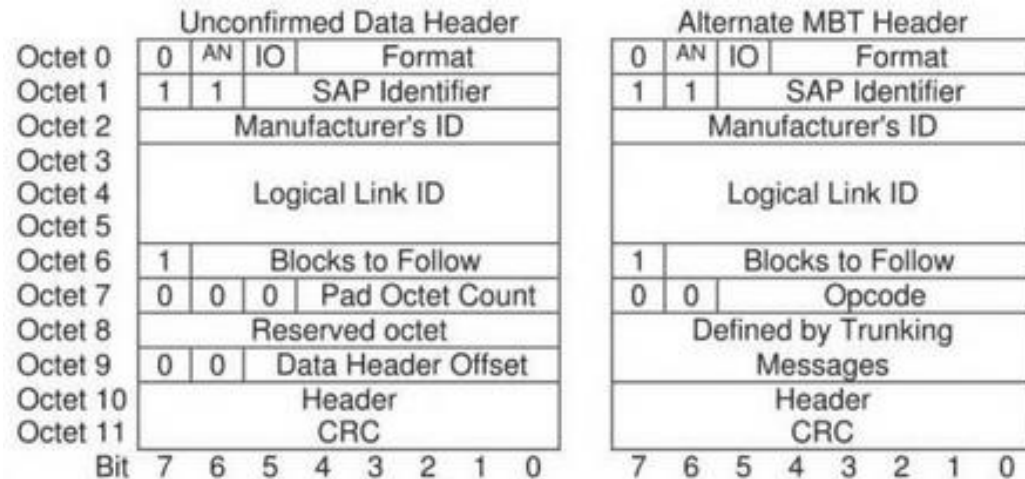 Unconfirmed Data Header Alternate MBT Header
Octet 0 0 AN IO Format 0 AN IO Format
Octet 1 1 1 SAP Identifier 1 1 SAP Identifier
Octet 2 Manufacturer's ID Manufacturer's ID
Octet 3
Octet 4 Logical Link ID Logical Link ID
Octet 5
Octet 6 1 Blocks to Follow 1 Blocks to Follow
Octet 7 0 0 0 Pad Octet Count 0 0 Opcode
Octet 8 Reserved octet Defined by Trunking
Octet 9 0 0 Data Header Offset Messages
Octet 10 Header Header
Octet 11 CRC CRC
Bit 7 6 5 4 3 2 1 0 7 6 5 4 3 2 1 0